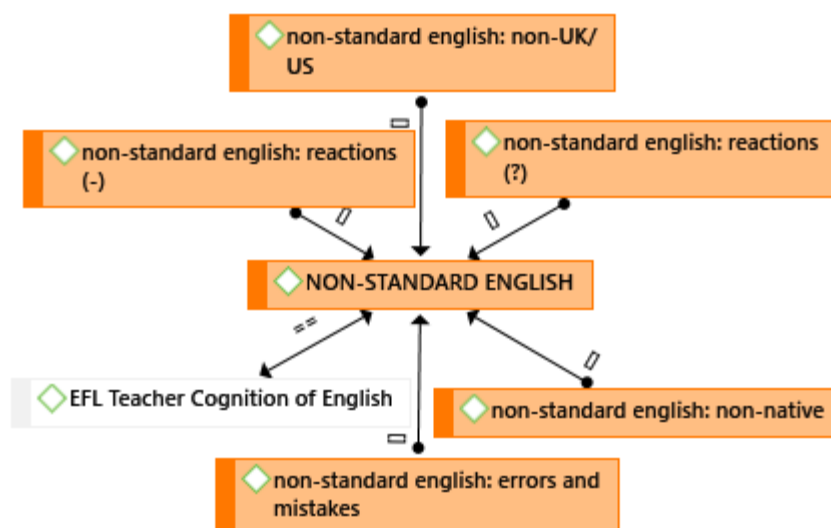 non-standard english: non-UK/
US
non-standard english: reactions
(-)
non-standard english: reactions
(?)
NON-STANDARD ENGLISH
==
EFL Teacher Cognition of English
non-standard english: non-native
non-standard english: errors and
mistakes